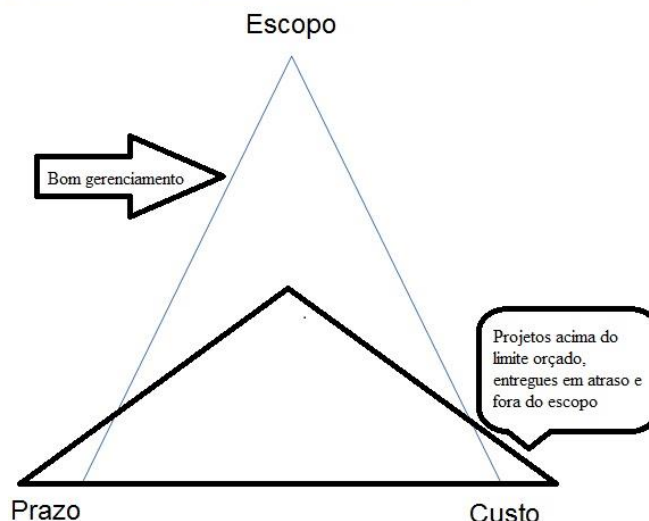 Escopo
Bom gerenciamento
Projetos acima do
limite orçado,
entregues em atraso e
fora do escopo
Prazo
Custo